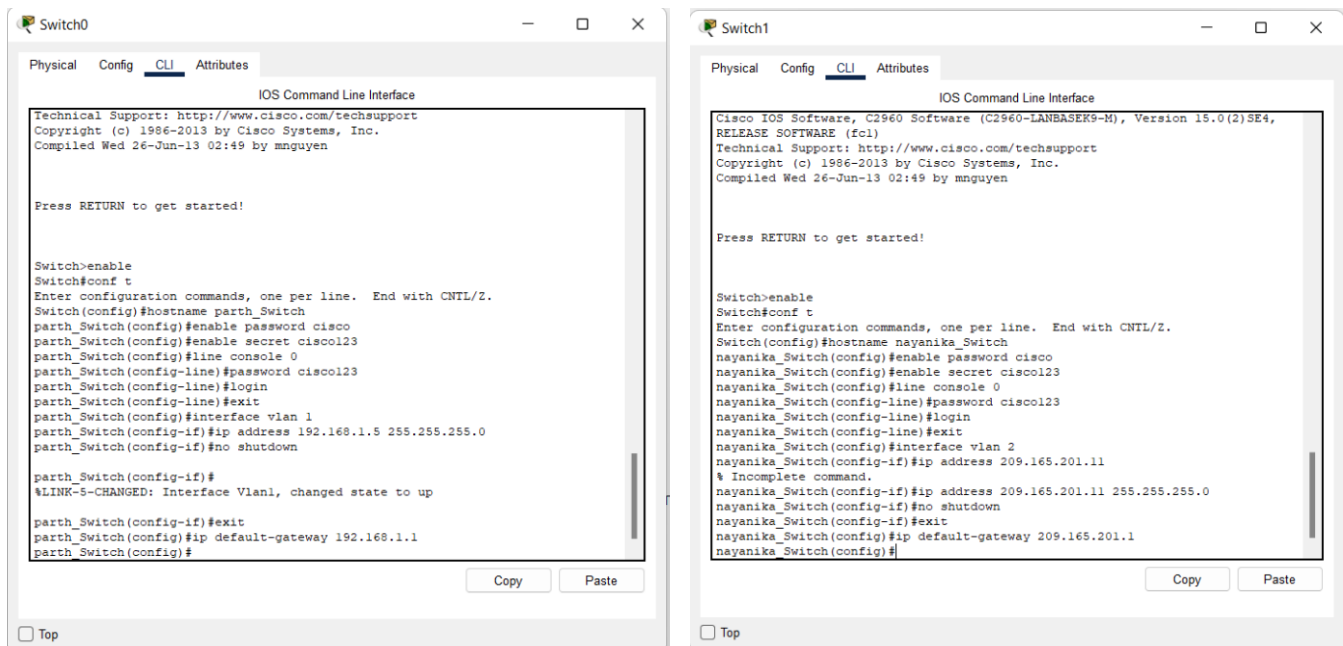 Switch0
Physical Config CLI Attributes
IOS Command Line Interface
Technical Support: http://www.cisco.com/techsupport
Copyright (c) 1986-2013 by Cisco Systems, Inc.
Compiled Wed 26-Jun-13 02:49 by mnguyen
Press RETURN to get started!
Switch>enable
Switch#conf t
Enter configuration commands, one per line.  End with CNTL/Z.
Switch(config)#hostname parth_Switch
parth_Switch(config)#enable password cisco
parth_Switch(config)#enable secret cisco123
parth_Switch(config)#line console 0
parth_Switch(config-line)#password cisco123
parth_Switch(config-line)#login
parth_Switch(config-line)#exit
parth_Switch(config)#interface vlan 1
parth_Switch(config-if)#ip address 192.168.1.5 255.255.255.0
parth_Switch(config-if)#no shutdown
parth_Switch(config-if)#
%LINK-5-CHANGED: Interface Vlan1, changed state to up
parth_Switch(config-if)#exit
parth_Switch(config)#ip default-gateway 192.168.1.1
parth_Switch(config)#
Copy Paste
Top
Switch1
Physical Config CLI Attributes
IOS Command Line Interface
Cisco IOS Software, C2960 Software (C2960-LANBASEK9-M), Version 15.0(2)SE4,
RELEASE SOFTWARE (fc1)
Technical Support: http://www.cisco.com/techsupport
Copyright (c) 1986-2013 by Cisco Systems, Inc.
Compiled Wed 26-Jun-13 02:49 by mnguyen
Press RETURN to get started!
Switch>enable
Switch#conf t
Enter configuration commands, one per line.  End with CNTL/Z.
Switch(config)#hostname nayanika_Switch
nayanika_Switch(config)#enable password cisco
nayanika_Switch(config)#enable secret cisco123
nayanika_Switch(config)#line console 0
nayanika_Switch(config-line)#password cisco123
nayanika_Switch(config-line)#login
nayanika_Switch(config-line)#exit
nayanika_Switch(config)#interface vlan 2
nayanika_Switch(config-if)#ip address 209.165.201.11
% Incomplete command.
nayanika_Switch(config-if)#ip address 209.165.201.11 255.255.255.0
nayanika_Switch(config-if)#no shutdown
nayanika_Switch(config-if)#exit
nayanika_Switch(config)#ip default-gateway 209.165.201.1
nayanika_Switch(config)#
Copy Paste
Top